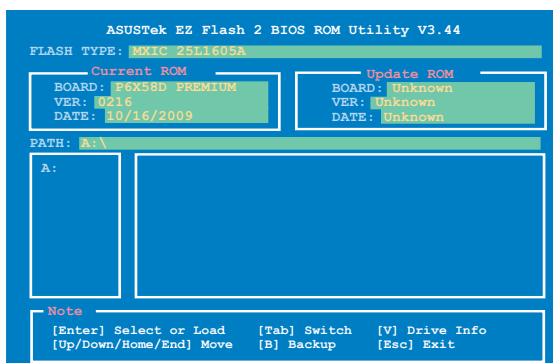 ASUSTek EZ Flash 2 BIOS ROM Utility V3.44
FLASH TYPE: MXIC 25L1605A
Current ROM
BOARD: P6X58D PREMIUM
VER: 0216
DATE: 10/16/2009
Update ROM
BOARD: Unknown
VER: Unknown
DATE: Unknown
PATH: A:\
A:
Note
[Enter] Select or Load [Tab] Switch [V] Drive Info
[Up/Down/Home/End] Move [B] Backup [Esc] Exit